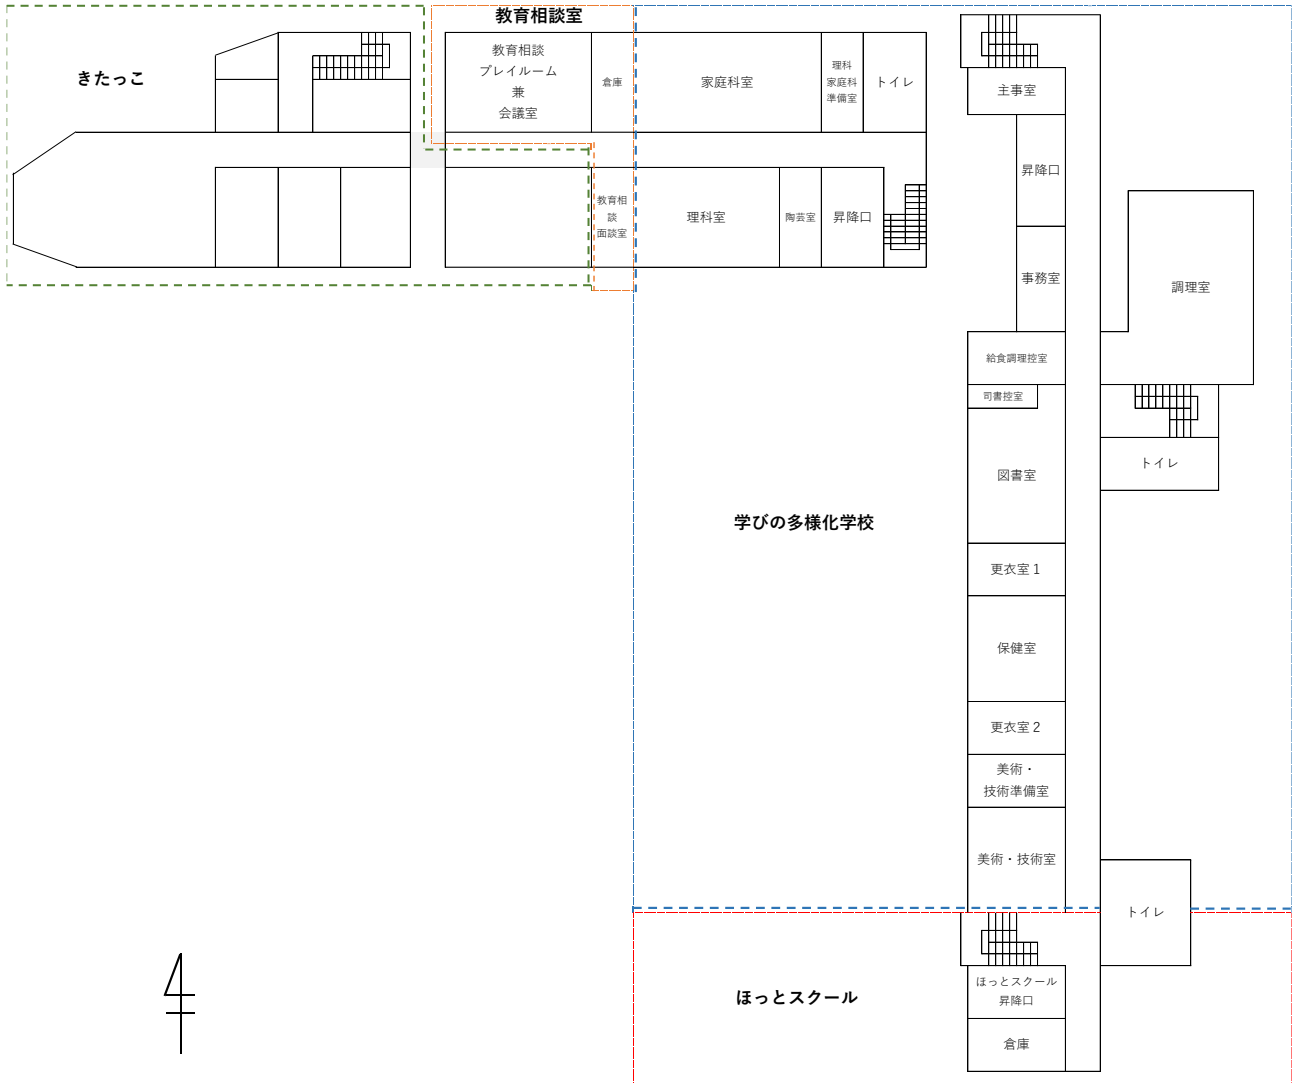 教育相談室
きたっこ
教育相談
プレイルーム
兼
会議室
倉庫
家庭科室
理科
家庭科
準備室
トイレ
教育相
談
面談室
理科室
陶芸室
昇降口
主事室
昇降口
事務室
調理室
給食調理控室
司書控室
図書室
トイレ
学びの多様化学校
更衣室1
保健室
更衣室2
美術・
技術準備室
美術・技術室
トイレ
ほっとスクール
ほっとスクール
昇降口
倉庫